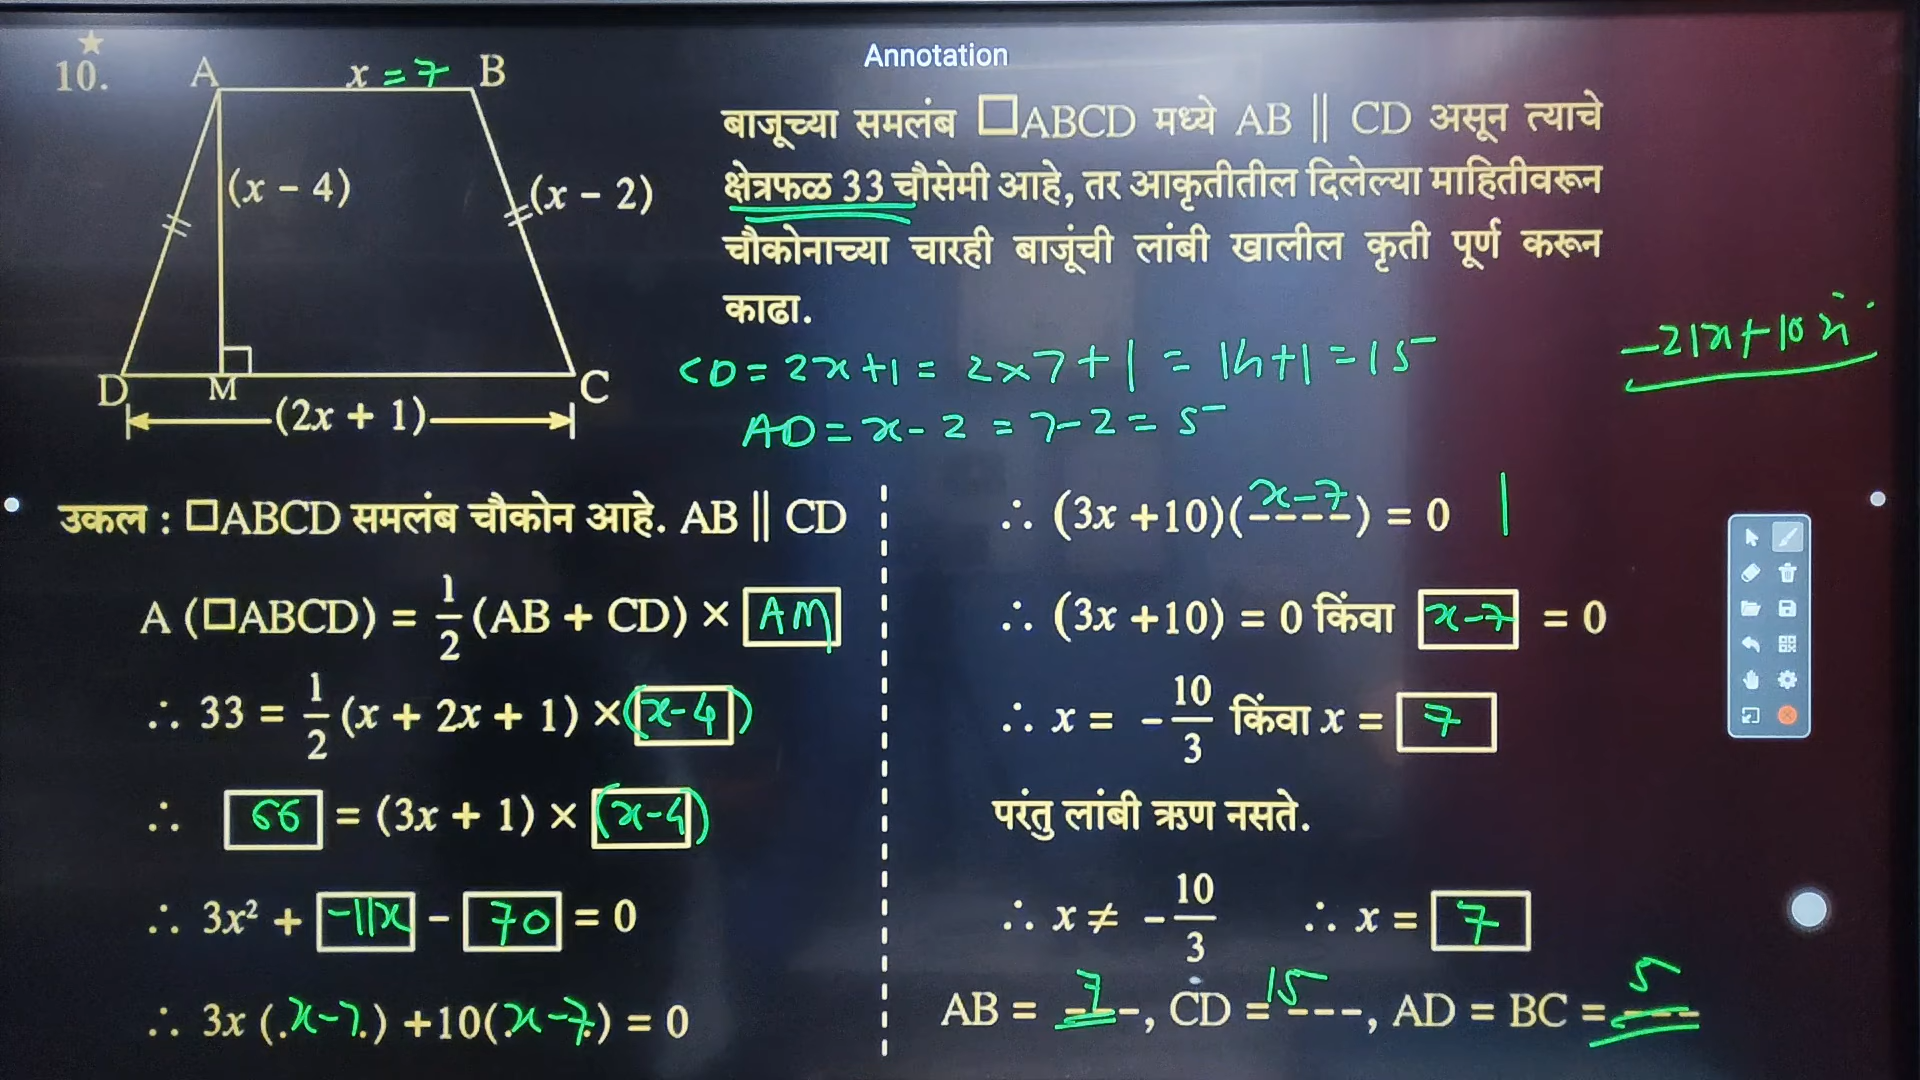 Annotation
★
10.
A x = 7 B
(x – 4)
(x – 2)
D M C
(2x + 1)
बाजूच्या समलंब □ABCD मध्ये AB || CD असून त्याचे
क्षेत्रफळ 33 चौसेमी आहे, तर आकृतीतील दिलेल्या माहितीवरून
चौकोनाच्या चारही बाजूंची लांबी खालील कृती पूर्ण करून
काढा.
CD = 2x+1 = 2×7+1 = 14+1 = 15
AD = x-2 = 7-2 = 5
-21x+10x
उकल : □ABCD समलंब चौकोन आहे. AB || CD
A (□ABCD) = 1/2 (AB + CD) × AM
∴ 33 = 1/2 (x + 2x + 1) × (x-4)
∴ 66 = (3x + 1) × (x-4)
∴ 3x² + -11x – 70 = 0
∴ 3x (x-7) +10(x-7) = 0
∴ (3x +10)(x-7) = 0
∴ (3x +10) = 0 किंवा x-7 = 0
∴ x = - 10/3 किंवा x = 7
परंतु लांबी ऋण नसते.
∴ x ≠ - 10/3 ∴ x = 7
AB = 7, CD = 15, AD = BC = 5